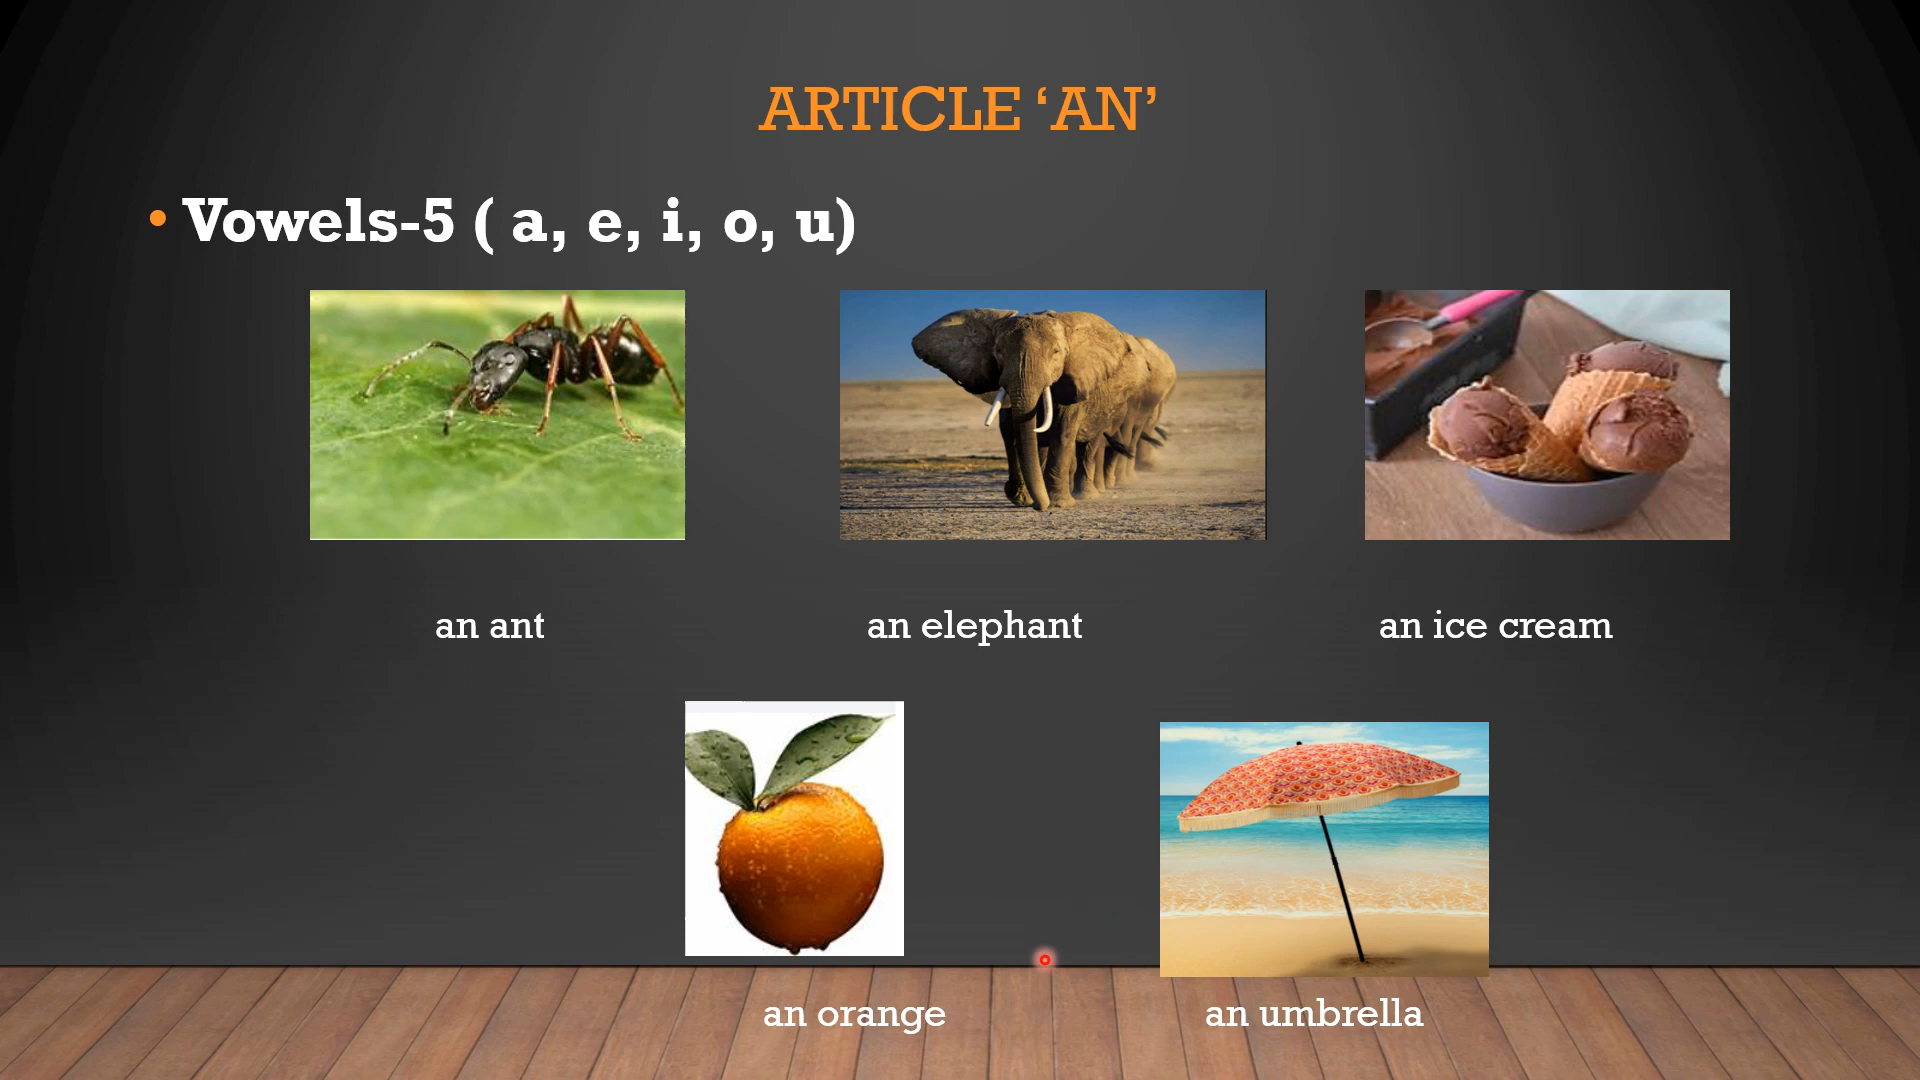 ARTICLE ‘AN’
• Vowels-5 ( a, e, i, o, u)
an ant
an elephant
an ice cream
an orange
an umbrella